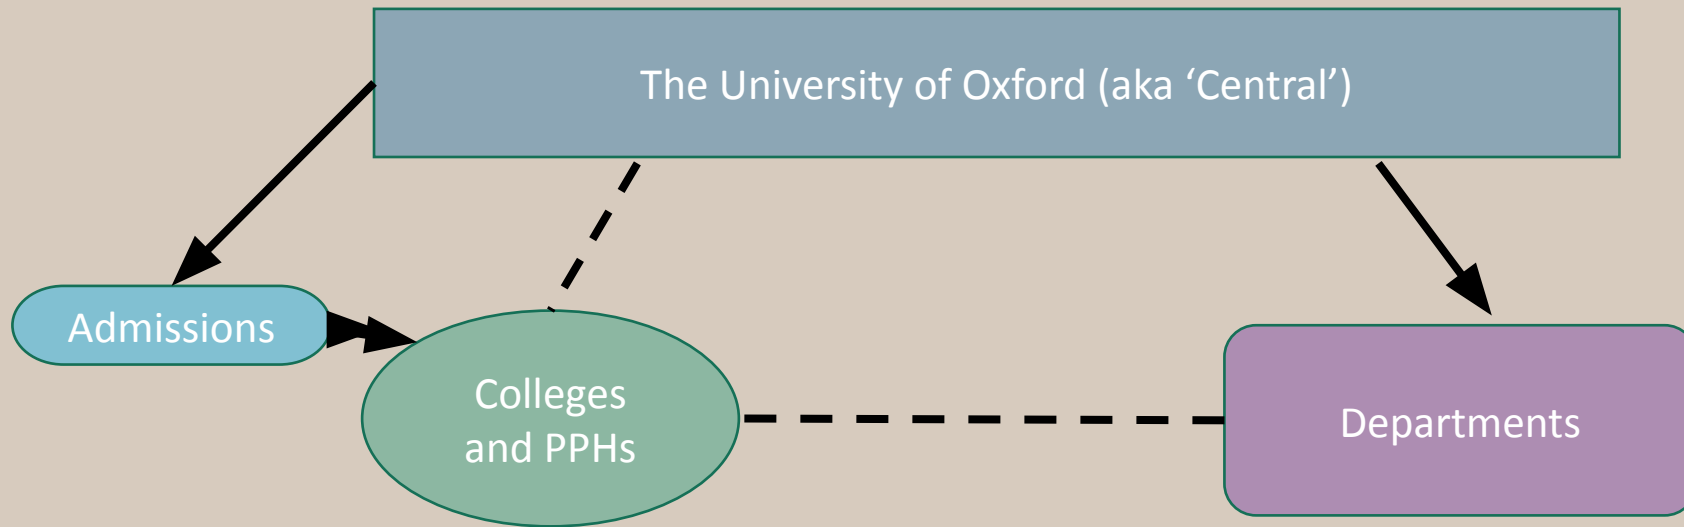 The University of Oxford (aka ‘Central’)
Admissions
Colleges
and PPHs
Departments